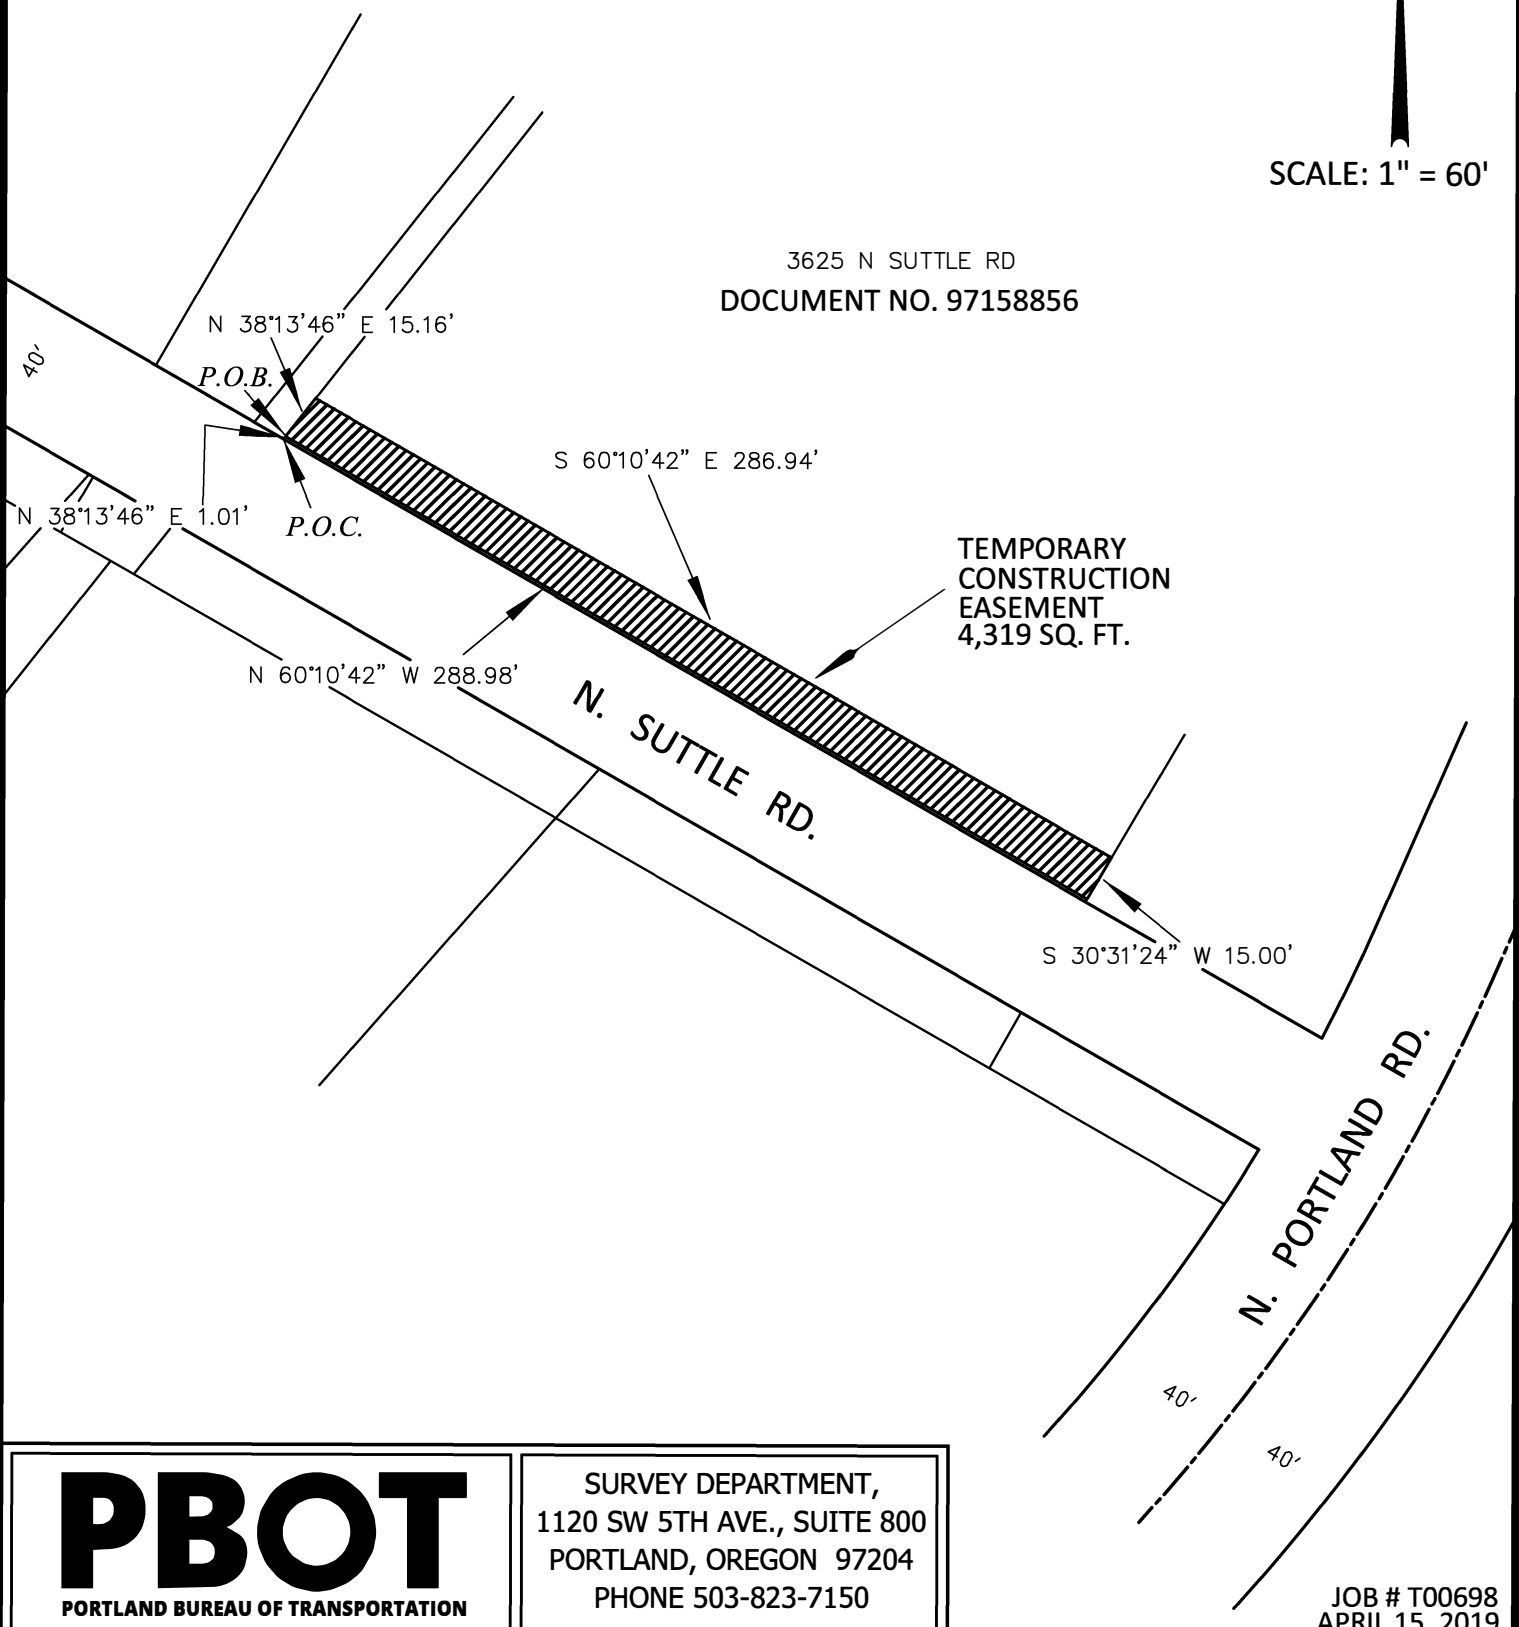 SCALE: 1" = 60'
3625 N SUTTLE RD
DOCUMENT NO. 97158856
N 38°13'46" E 15.16'
40'
P.O.B.
S 60°10'42" E 286.94'
N 38°13'46" E 1.01'
P.O.C.
TEMPORARY
CONSTRUCTION
EASEMENT
4,319 SQ. FT.
N 60°10'42" W 288.98'
N. SUTTLE RD.
S 30°31'24" W 15.00'
N. PORTLAND RD.
40'
40'
PBOT
PORTLAND BUREAU OF TRANSPORTATION
SURVEY DEPARTMENT,
1120 SW 5TH AVE., SUITE 800
PORTLAND, OREGON 97204
PHONE 503-823-7150
JOB # T00698
APRIL 15, 2019